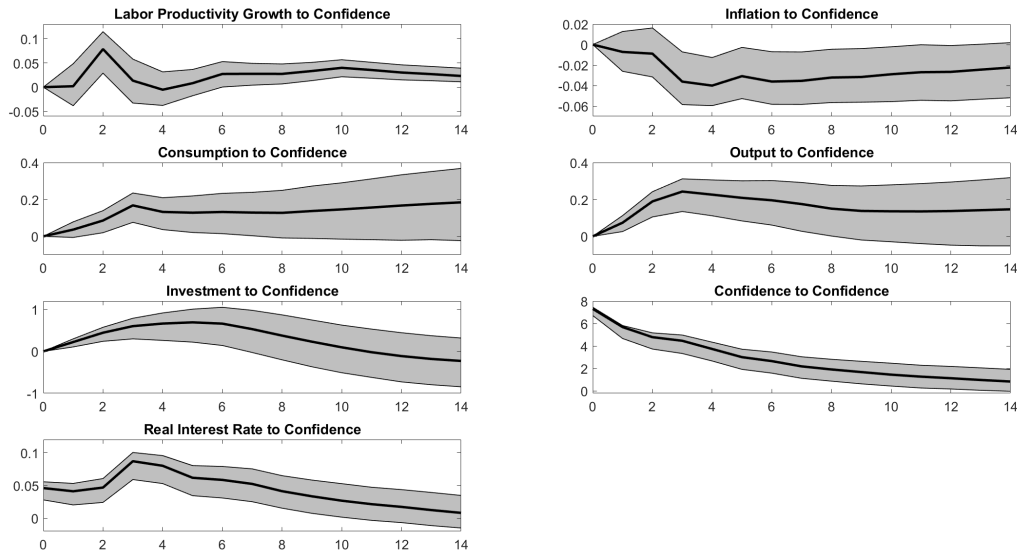 Labor Productivity Growth to Confidence
0.1
0.05
0
-0.05
0 2 4 6 8 10 12 14
Inflation to Confidence
0.02
0
-0.02
-0.04
-0.06
0 2 4 6 8 10 12 14
Consumption to Confidence
0.4
0.2
0
0 2 4 6 8 10 12 14
Output to Confidence
0.4
0.2
0
0 2 4 6 8 10 12 14
Investment to Confidence
1
0
-1
0 2 4 6 8 10 12 14
Confidence to Confidence
8
6
4
2
0
0 2 4 6 8 10 12 14
Real Interest Rate to Confidence
0.1
0.05
0
0 2 4 6 8 10 12 14